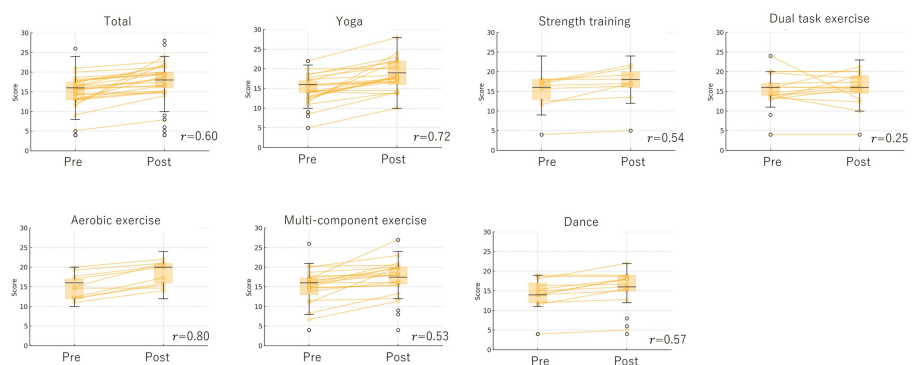 Total
Score
30
25
20
15
10
5
0
Pre
Post
r=0.60
Yoga
Score
30
25
20
15
10
5
0
Pre
Post
r=0.72
Strength training
Score
30
25
20
15
10
5
0
Pre
Post
r=0.54
Dual task exercise
Score
30
25
20
15
10
5
0
Pre
Post
r=0.25
Aerobic exercise
Score
30
25
20
15
10
5
0
Pre
Post
r=0.80
Multi-component exercise
Score
30
25
20
15
10
5
0
Pre
Post
r=0.53
Dance
Score
30
25
20
15
10
5
0
Pre
Post
r=0.57